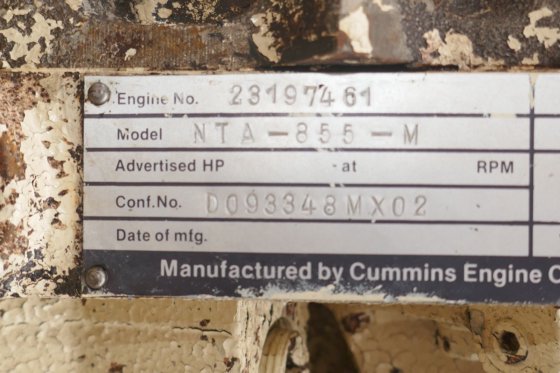 Engine No. 23197461
Model NTA-855-M
Advertised HP -at RPM
Conf.No. D093348MX02
Date of mfg.
Manufactured by Cummins Engine